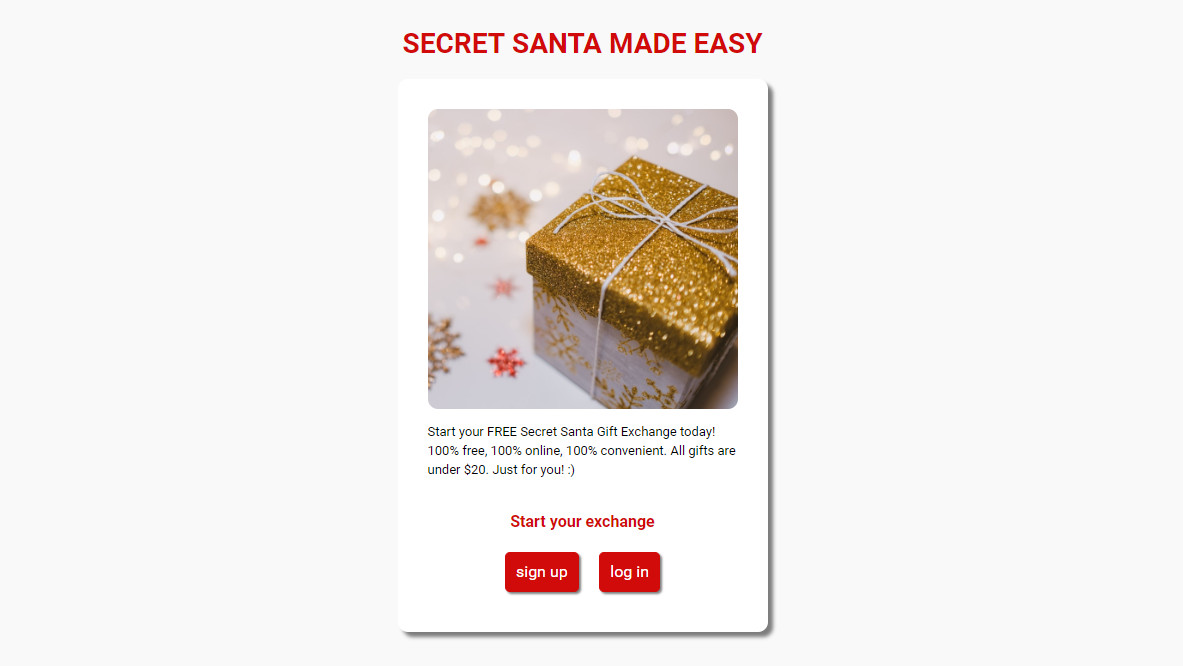 SECRET SANTA MADE EASY
Start your FREE Secret Santa Gift Exchange today!
100% free, 100% online, 100% convenient. All gifts are
under $20. Just for you! :)
Start your exchange
sign up
log in